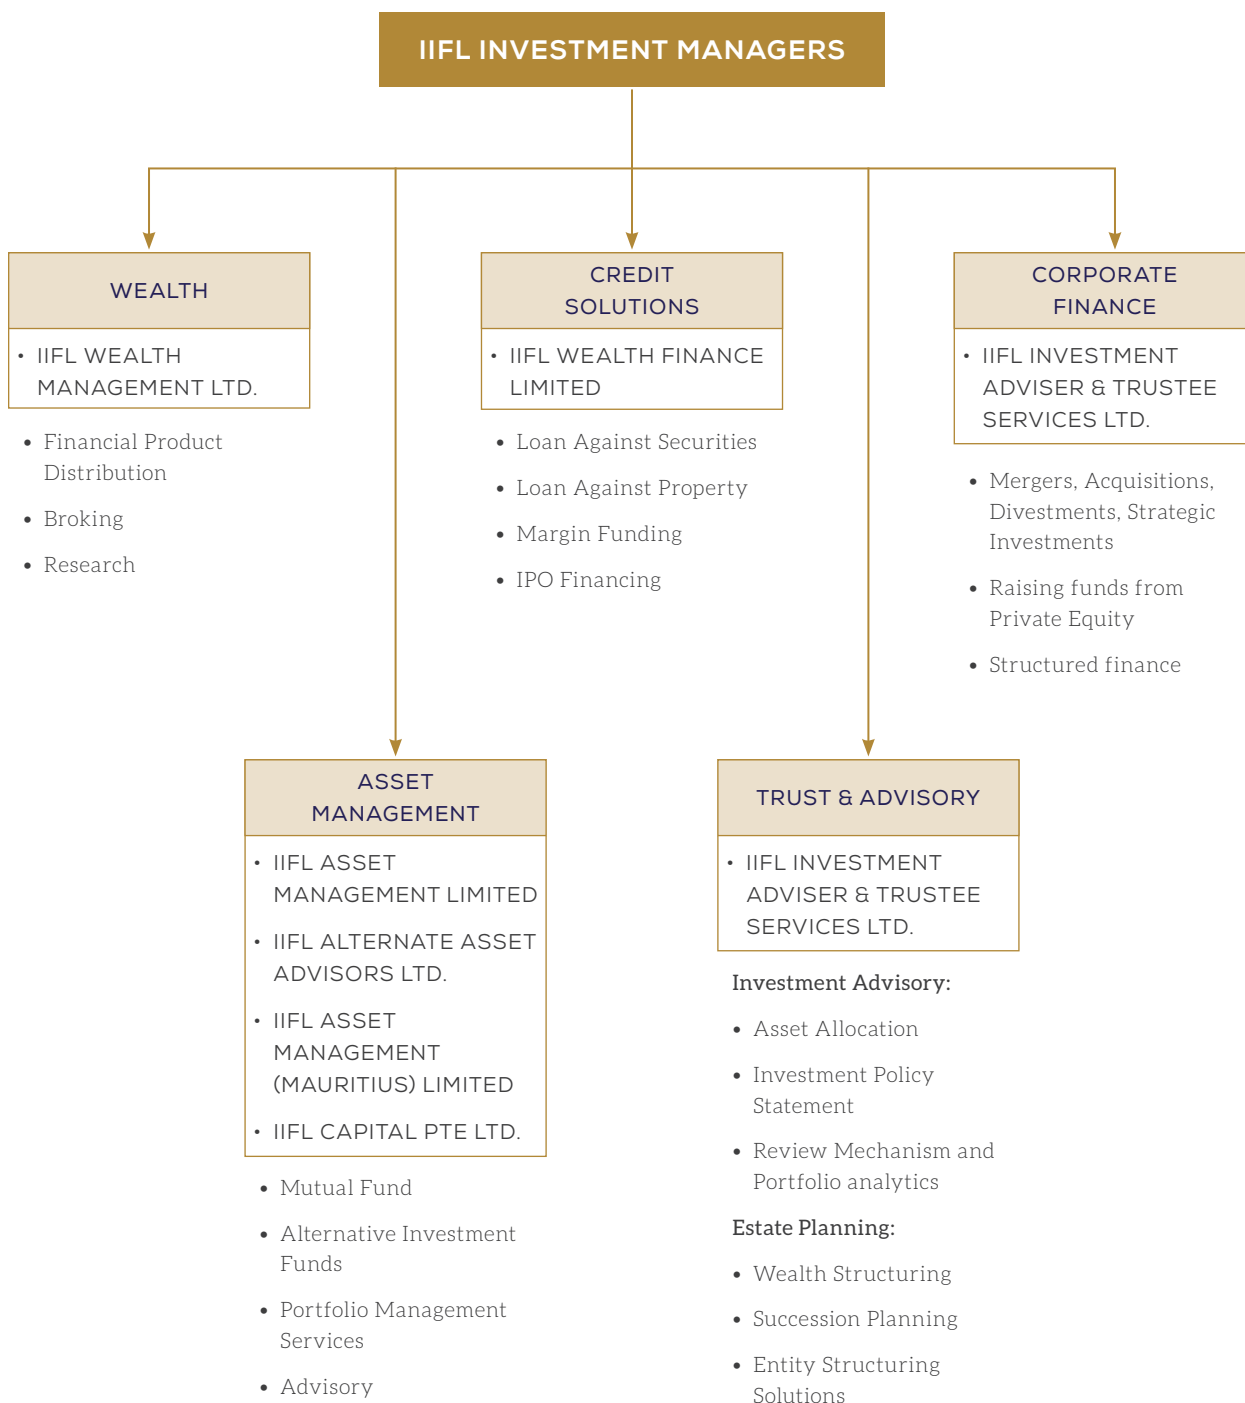 IIFL INVESTMENT MANAGERS
WEALTH
• IIFL WEALTH
MANAGEMENT LTD.
• Financial Product
Distribution
• Broking
• Research
CREDIT
SOLUTIONS
• IIFL WEALTH FINANCE
LIMITED
• Loan Against Securities
• Loan Against Property
• Margin Funding
• IPO Financing
CORPORATE
FINANCE
• IIFL INVESTMENT
ADVISER & TRUSTEE
SERVICES LTD.
• Mergers, Acquisitions,
Divestments, Strategic
Investments
• Raising funds from
Private Equity
• Structured finance
ASSET
MANAGEMENT
• IIFL ASSET
MANAGEMENT LIMITED
• IIFL ALTERNATE ASSET
ADVISORS LTD.
• IIFL ASSET
MANAGEMENT
(MAURITIUS) LIMITED
• IIFL CAPITAL PTE LTD.
• Mutual Fund
• Alternative Investment
Funds
• Portfolio Management
Services
• Advisory
TRUST & ADVISORY
• IIFL INVESTMENT
ADVISER & TRUSTEE
SERVICES LTD.
Investment Advisory:
• Asset Allocation
• Investment Policy
Statement
• Review Mechanism and
Portfolio analytics
Estate Planning:
• Wealth Structuring
• Succession Planning
• Entity Structuring
Solutions